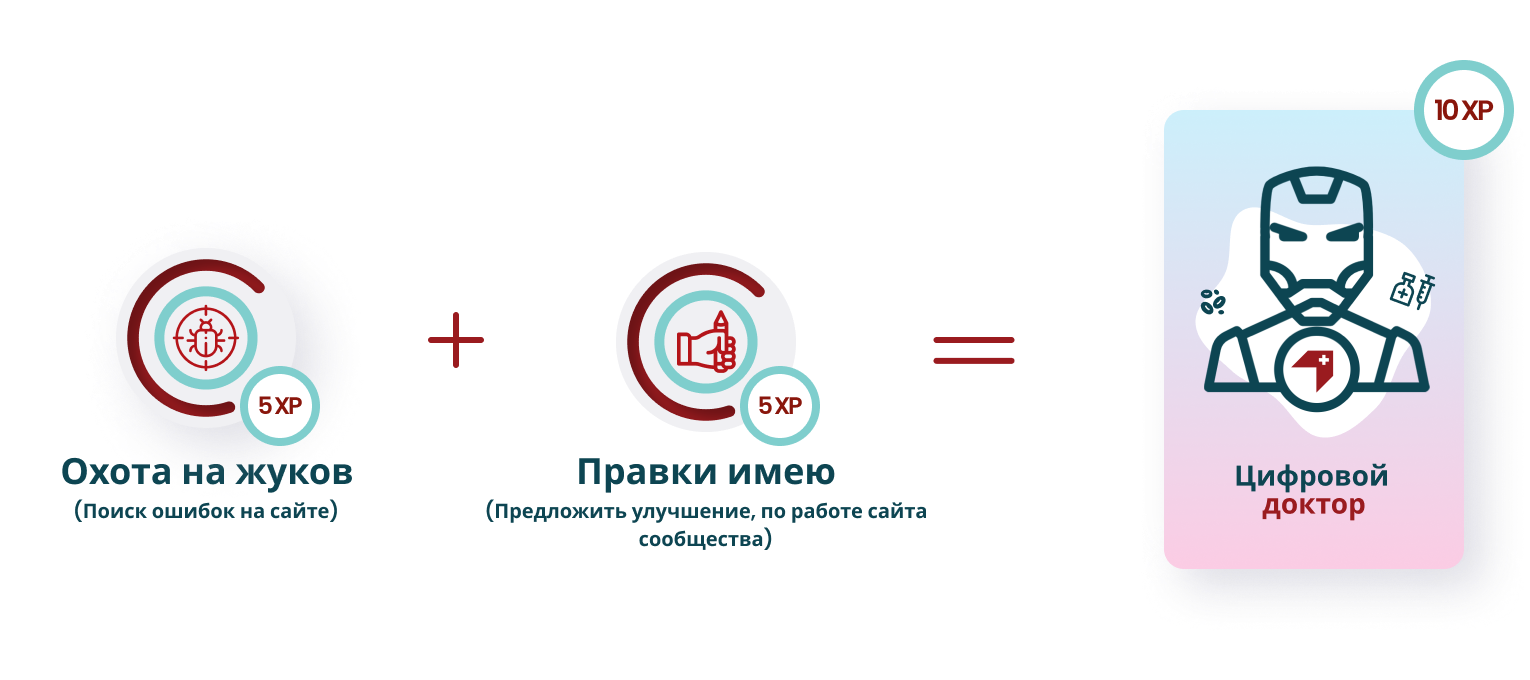 5 XP
Охота на жуков
(Поиск ошибок на сайте)
5 XP
Правки имею
(Предложить улучшение, по работе сайта
сообщества)
10 XP
Цифровой
доктор